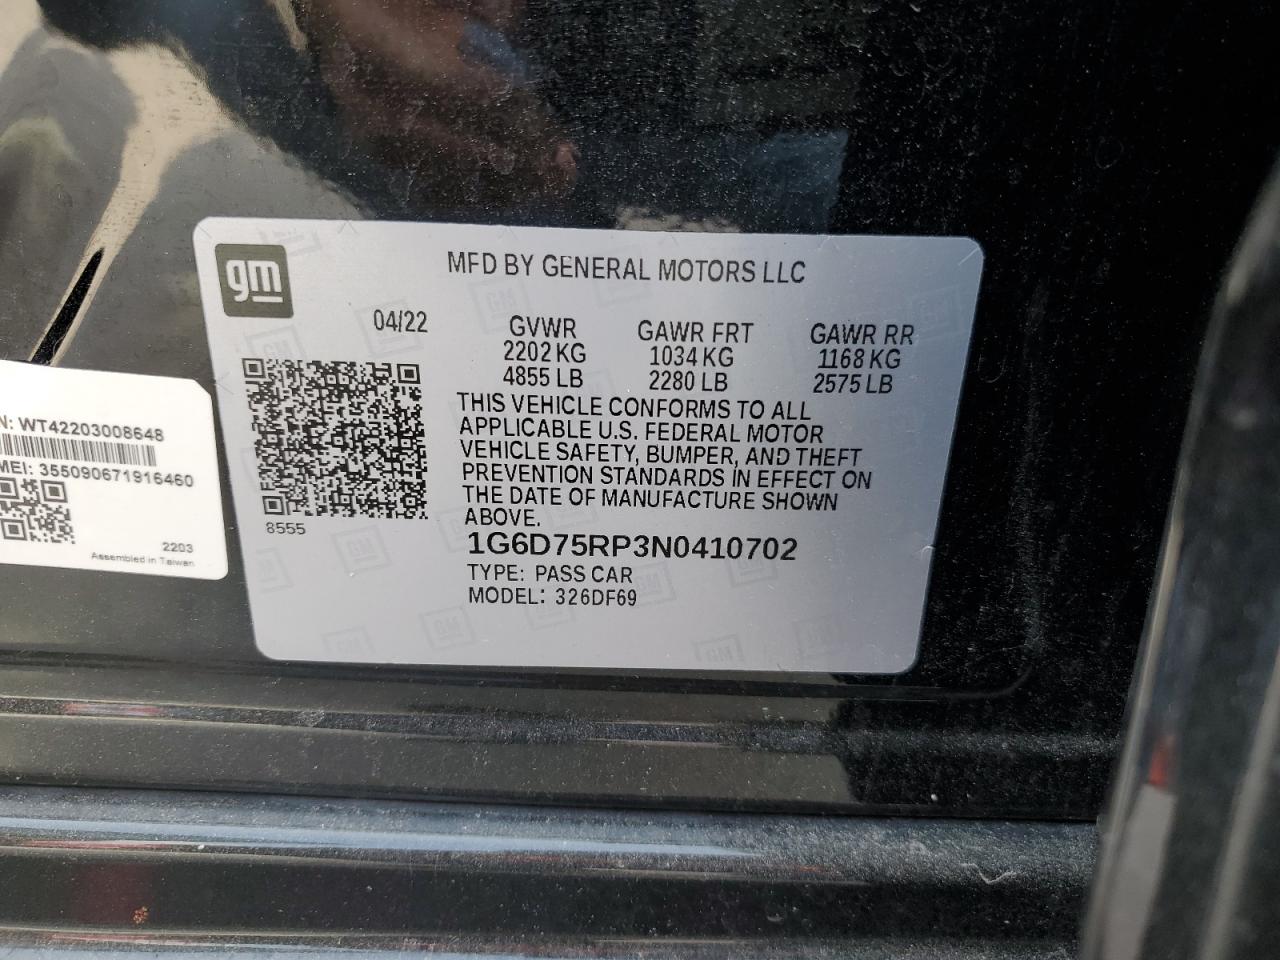 gm
MFD BY GENERAL MOTORS LLC
04/22
GVWR
2202 KG
4855 LB
GAWR FRT
1034 KG
2280 LB
GAWR RR
1168 KG
2575 LB
THIS VEHICLE CONFORMS TO ALL
APPLICABLE U.S. FEDERAL MOTOR
VEHICLE SAFETY, BUMPER, AND THEFT
PREVENTION STANDARDS IN EFFECT ON
THE DATE OF MANUFACTURE SHOWN
ABOVE.
8555
1G6D75RP3N0410702
TYPE: PASS CAR
MODEL: 326DF69
N: WT42203008648
MEI: 355090671916460
2203
Assembled in Taiwan